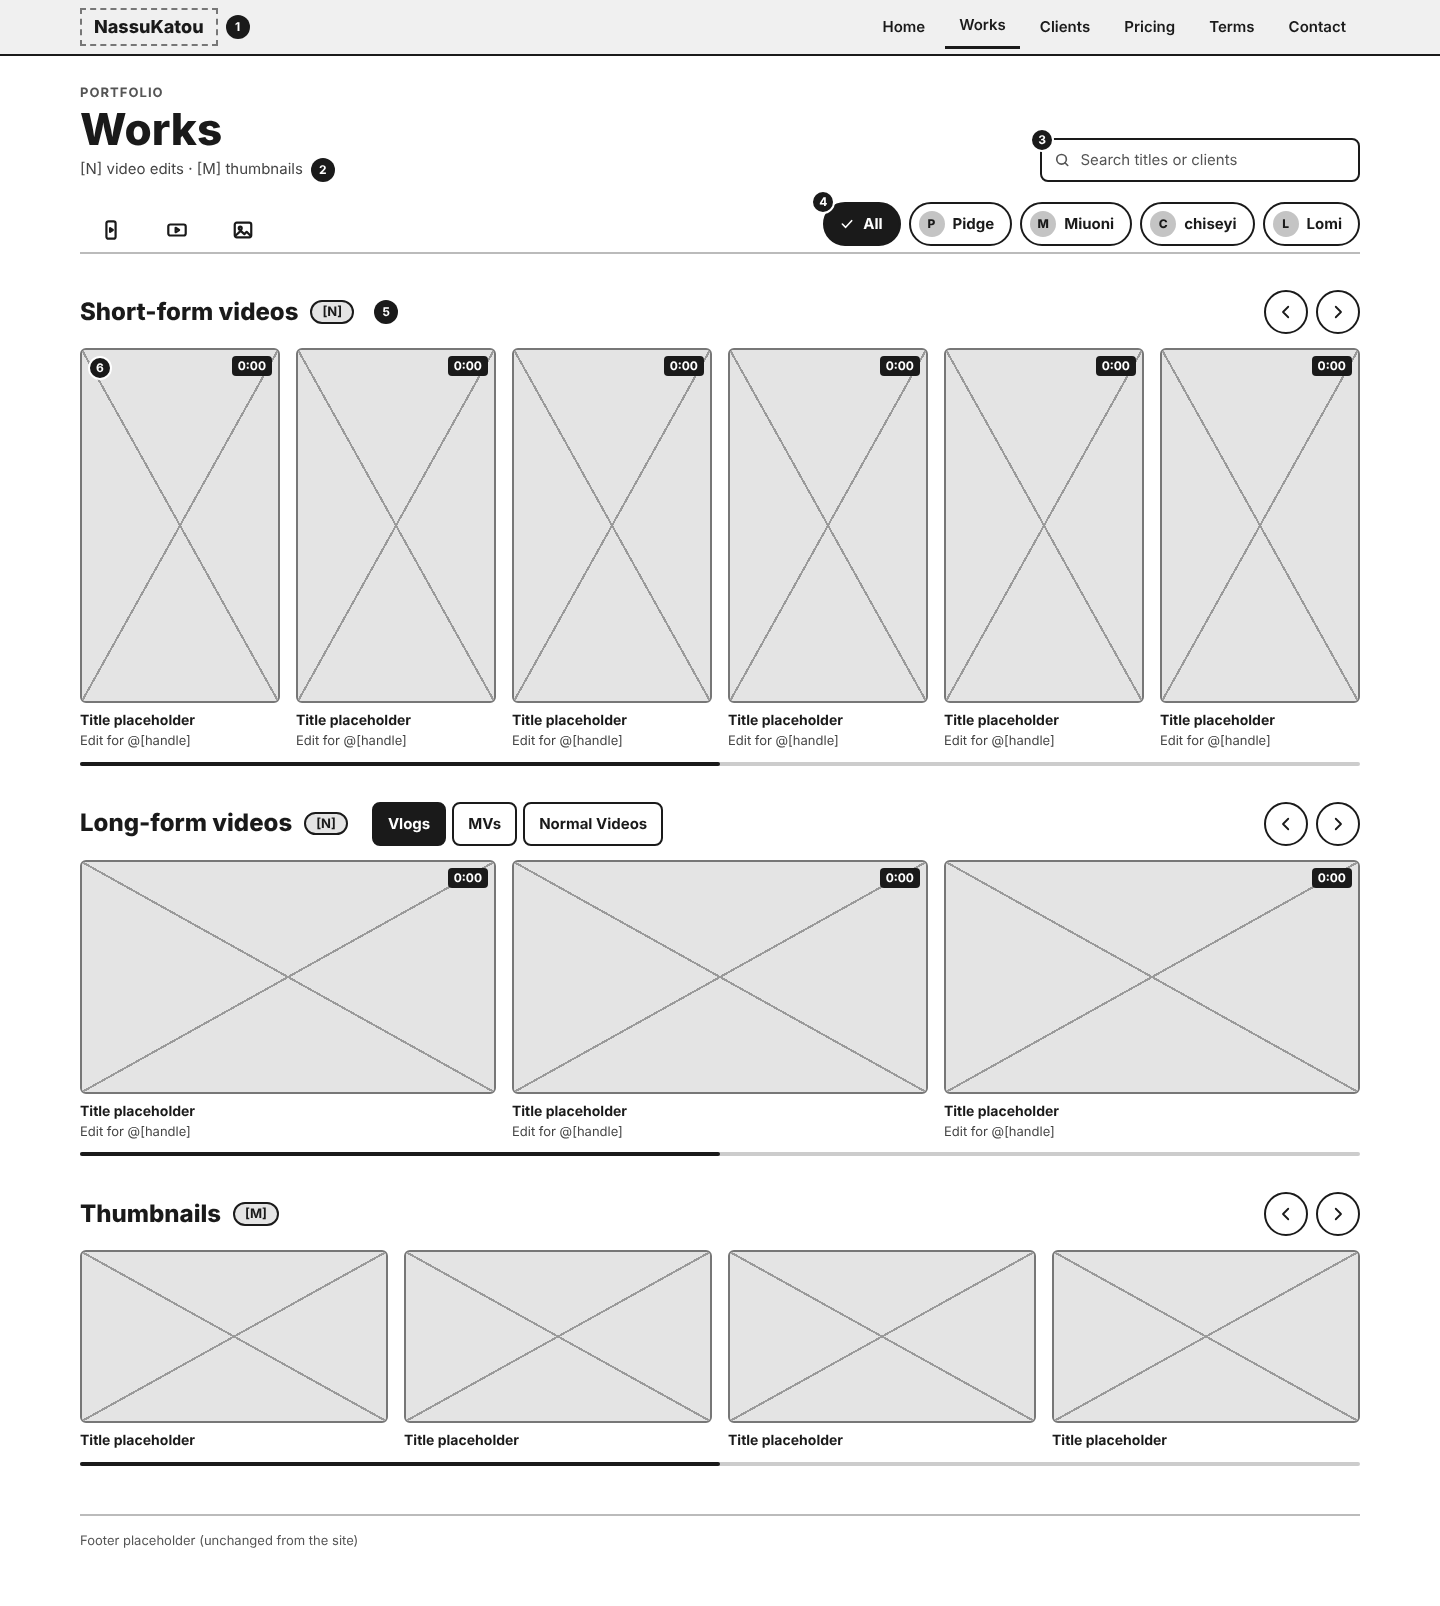 NassuKatou 1 Home Works Clients Pricing Terms Contact
PORTFOLIO
Works
[N] video edits · [M] thumbnails 2
3 Search titles or clients
4 All P Pidge M Miuoni C chiseyi L Lomi
Short-form videos [N] 5
6 0:00 0:00 0:00 0:00 0:00 0:00
Title placeholder Title placeholder Title placeholder Title placeholder Title placeholder Title placeholder
Edit for @[handle] Edit for @[handle] Edit for @[handle] Edit for @[handle] Edit for @[handle] Edit for @[handle]
Long-form videos [N] Vlogs MVs Normal Videos
0:00 0:00 0:00
Title placeholder Title placeholder Title placeholder
Edit for @[handle] Edit for @[handle] Edit for @[handle]
Thumbnails [M]
Title placeholder Title placeholder Title placeholder Title placeholder
Footer placeholder (unchanged from the site)